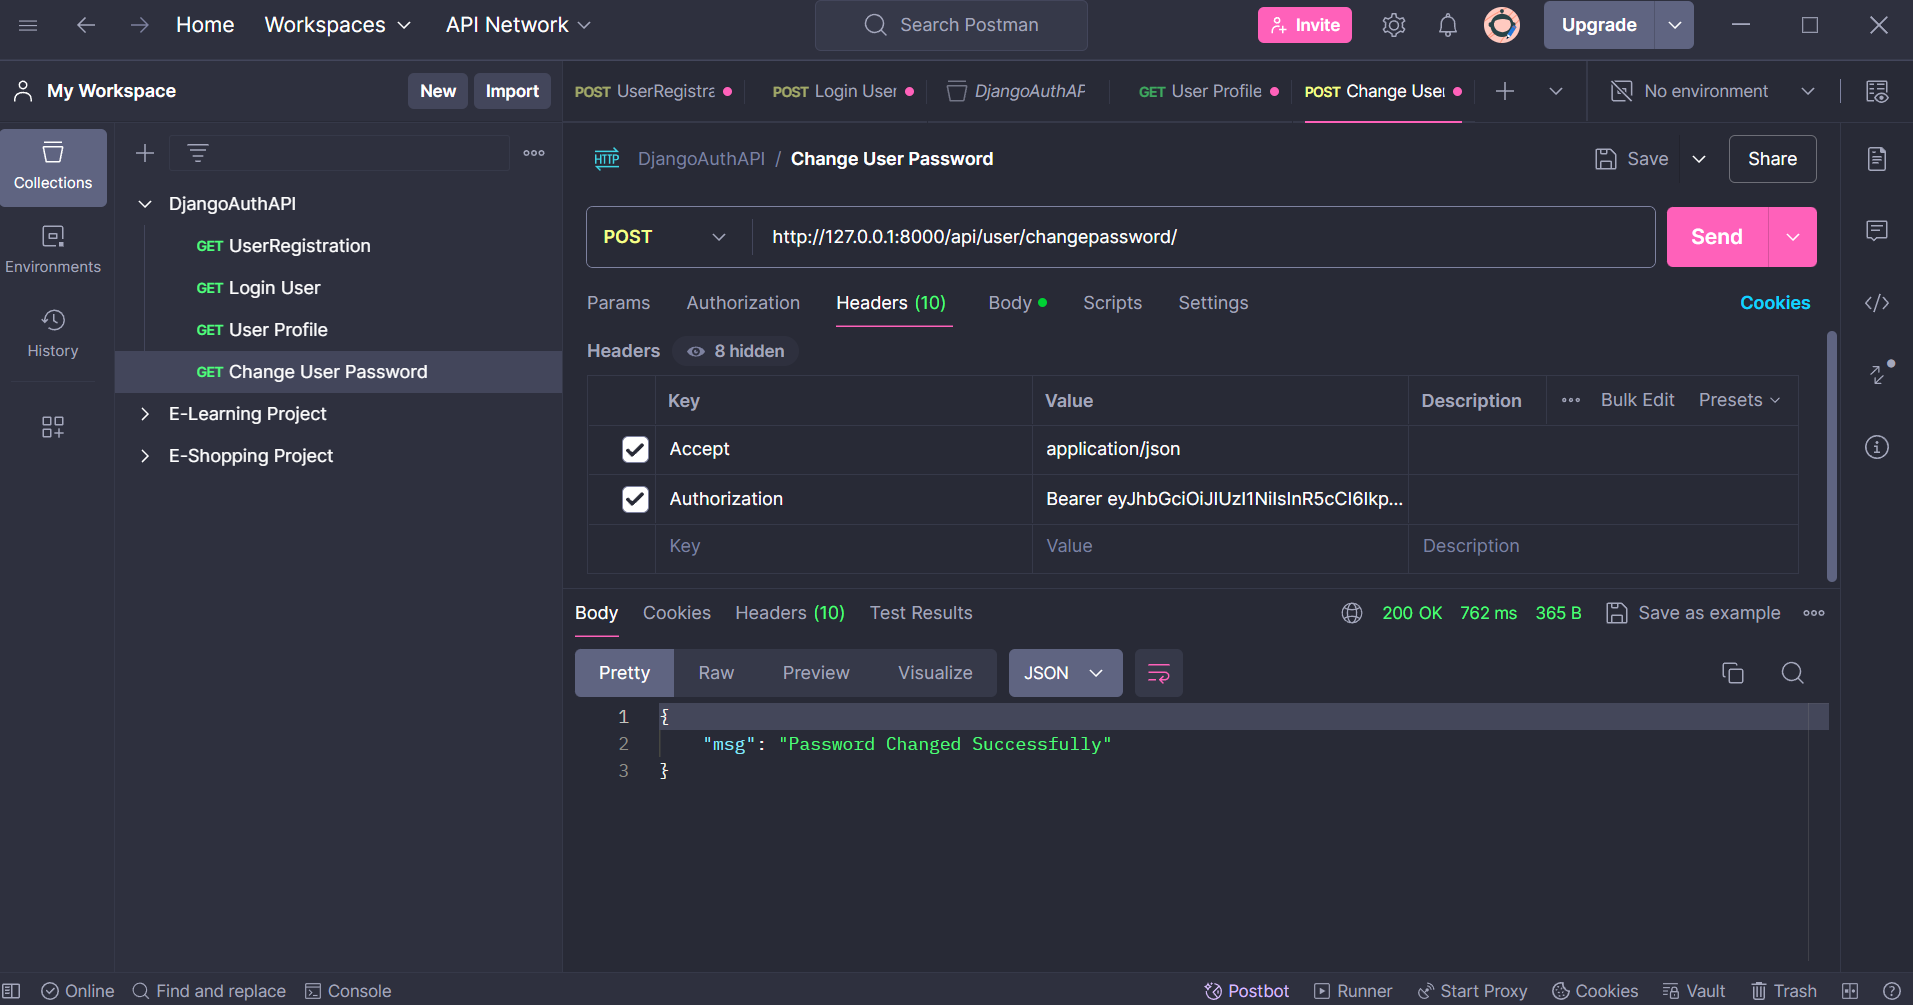 Home Workspaces API Network Search Postman Invite Upgrade
My Workspace New Import
POST UserRegistra POST Login User DjangoAuthAP GET User Profile POST Change Use No environment
Collections
Environments
History
DjangoAuthAPI
GET UserRegistration
GET Login User
GET User Profile
GET Change User Password
E-Learning Project
E-Shopping Project
HTTP DjangoAuthAPI / Change User Password Save Share
POST http://127.0.0.1:8000/api/user/changepassword/ Send
Params Authorization Headers (10) Body Scripts Settings Cookies
Headers 8 hidden
Key Value Description Bulk Edit Presets
Accept application/json
Authorization Bearer eyJhbGciOiJIUzI1NiIsInR5cCI6Ikp...
Key Value Description
Body Cookies Headers (10) Test Results 200 OK 762 ms 365 B Save as example
Pretty Raw Preview Visualize JSON
1 {
2 "msg": "Password Changed Successfully"
3 }
Online Find and replace Console Postbot Runner Start Proxy Cookies Vault Trash